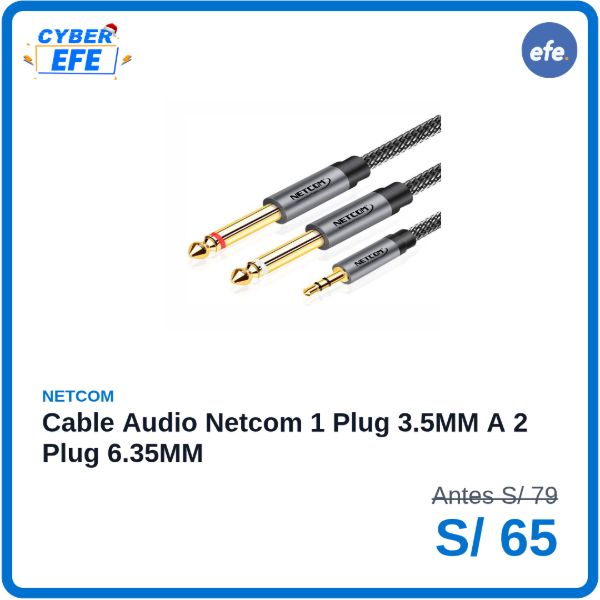 CYBER
EFE
efe.
NETCOM
NETCOM
NETCOM
NETCOM
Cable Audio Netcom 1 Plug 3.5MM A 2
Plug 6.35MM
Antes S/ 79
S/ 65